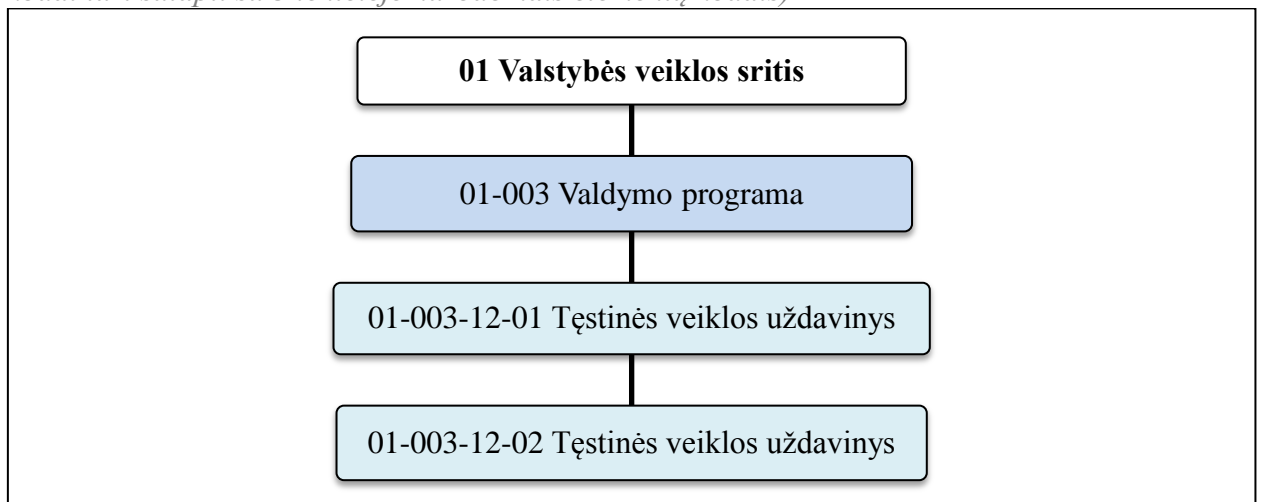 01 Valstybės veiklos sritis
01-003 Valdymo programa
01-003-12-01 Tęstinės veiklos uždavinys
01-003-12-02 Tęstinės veiklos uždavinys